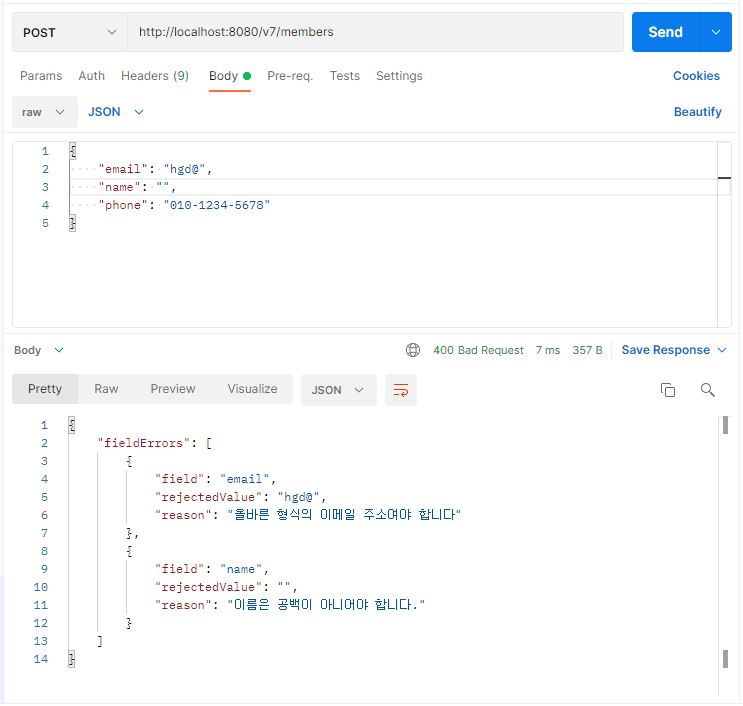 POST http://localhost:8080/v7/members Send
Params Auth Headers (9) Body Pre-req. Tests Settings Cookies
raw JSON Beautify
1 {
2 "email": "hgd@",
3 "name": "",
4 "phone": "010-1234-5678"
5 }
Body 400 Bad Request 7 ms 357 B Save Response
Pretty Raw Preview Visualize JSON
1 {
2 "fieldErrors": [
3 {
4 "field": "email",
5 "rejectedValue": "hgd@",
6 "reason": "올바른 형식의 이메일 주소여야 합니다"
7 },
8 {
9 "field": "name",
10 "rejectedValue": "",
11 "reason": "이름은 공백이 아니어야 합니다."
12 }
13 ]
14 }